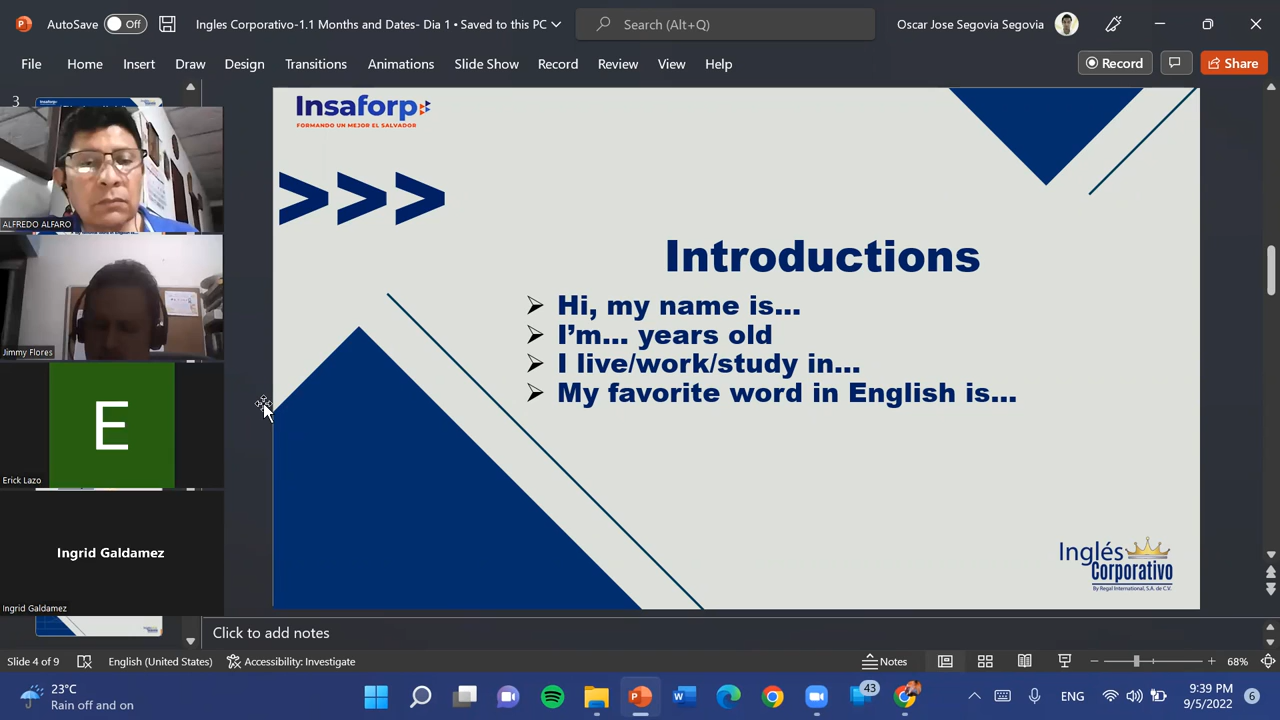 AutoSave
Off
Ingles Corporativo-1.1 Months and Dates- Dia 1 • Saved to this PC
Search (Alt+Q)
Oscar Jose Segovia Segovia
File
Home
Insert
Draw
Design
Transitions
Animations
Slide Show
Record
Review
View
Help
Record
Share
3
ALFREDO ALFARO
Jimmy Flores
E
Erick Lazo
Ingrid Galdamez
Ingrid Galdamez
Insaforp
FORMANDO UN MEJOR EL SALVADOR
>>>
Introductions
➢ Hi, my name is...
➢ I'm... years old
➢ I live/work/study in...
➢ My favorite word in English is...
Inglés
Corporativo
By Regal International, S.A. de C.V.
Click to add notes
Slide 4 of 9
English (United States)
Accessibility: Investigate
Notes
68%
23°C
Rain off and on
43
ENG
9:39 PM
9/5/2022
6